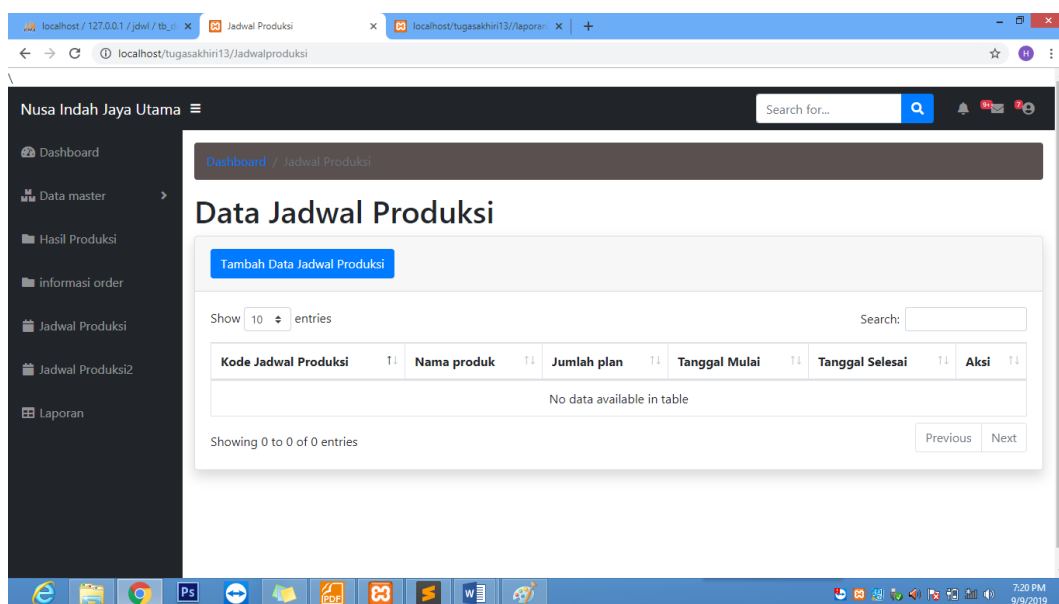 localhost / 127.0.0.1 / jdwl / tb_d
Jadwal Produksi
localhost/tugasakhiri13//laporan
localhost/tugasakhiri13/Jadwalproduksi
H
\
Nusa Indah Jaya Utama
Search for...
9+
7
Dashboard
Dashboard / Jadwal Produksi
Data master
Data Jadwal Produksi
Hasil Produksi
Tambah Data Jadwal Produksi
informasi order
Jadwal Produksi
Show 10 entries
Search:
Kode Jadwal Produksi Nama produk Jumlah plan Tanggal Mulai Tanggal Selesai Aksi
Jadwal Produksi2
No data available in table
Laporan
Showing 0 to 0 of 0 entries
Previous Next
Ps
PDF
W
7:20 PM
9/9/2019